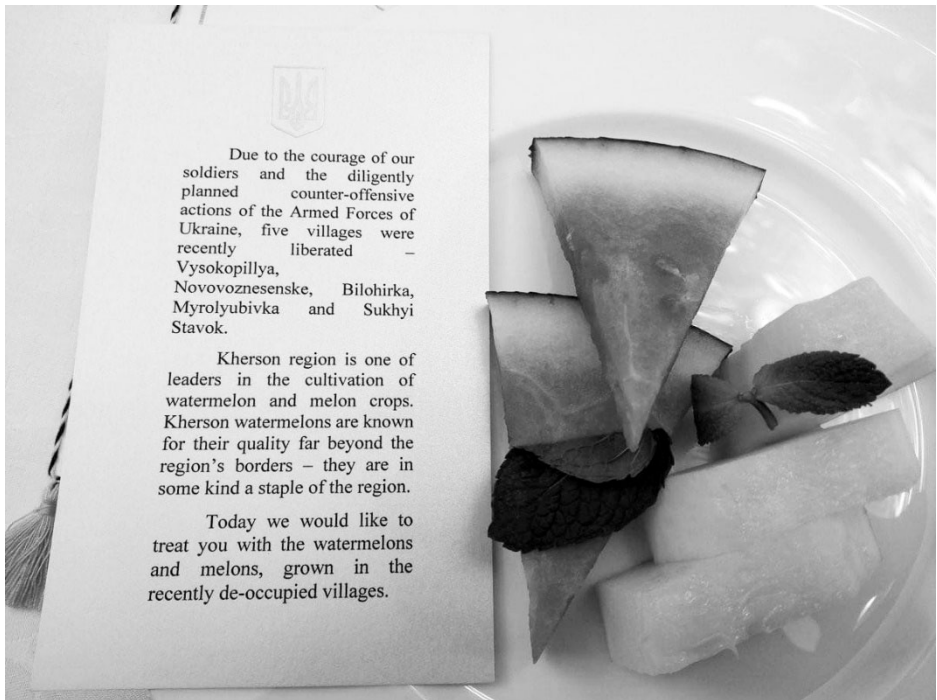 Due to the courage of our
soldiers and the diligently
planned counter-offensive
actions of the Armed Forces of
Ukraine, five villages were
recently liberated –
Vysokopillya,
Novovoznesenske, Bilohirka,
Myrolyubivka and Sukhyi
Stavok.
Kherson region is one of
leaders in the cultivation of
watermelon and melon crops.
Kherson watermelons are known
for their quality far beyond the
region's borders – they are in
some kind a staple of the region.
Today we would like to
treat you with the watermelons
and melons, grown in the
recently de-occupied villages.